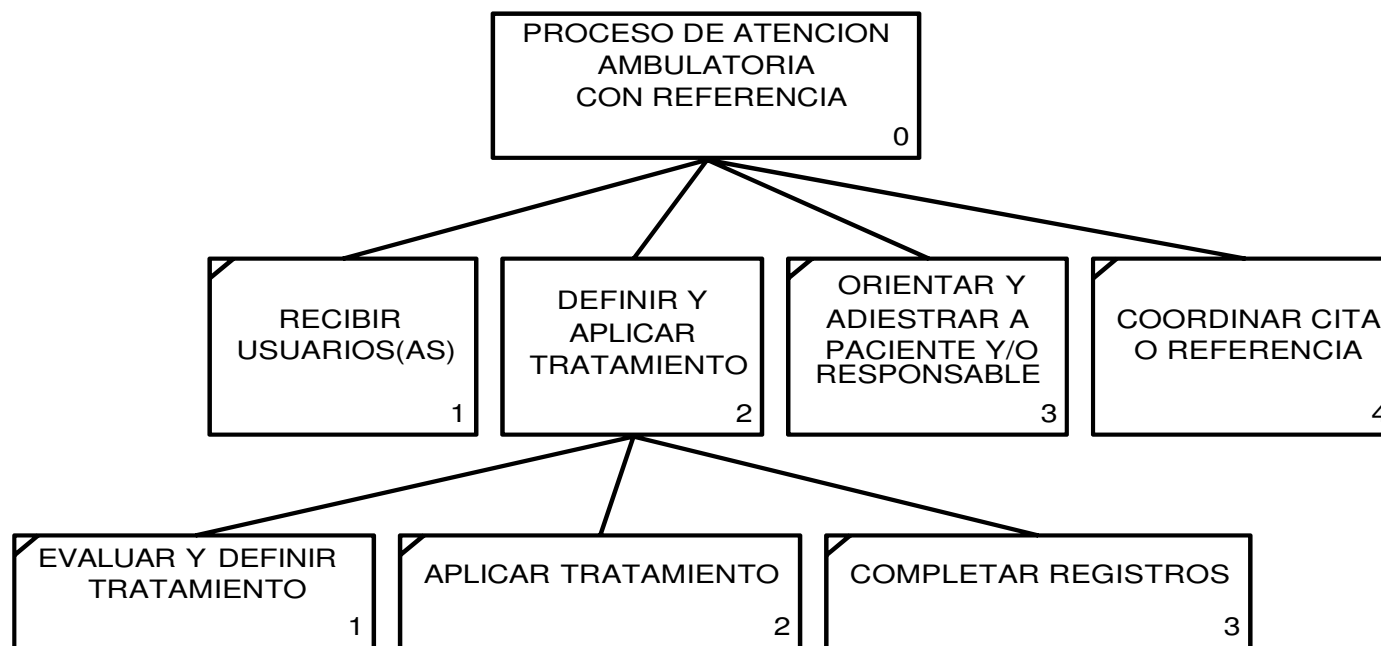 PROCESO DE ATENCION
AMBULATORIA
CON REFERENCIA
0
RECIBIR
USUARIOS(AS)
1
DEFINIR Y
APLICAR
TRATAMIENTO
2
ORIENTAR Y
ADIESTRAR A
PACIENTE Y/O
RESPONSABLE
3
COORDINAR CITA
O REFERENCIA
4
EVALUAR Y DEFINIR
TRATAMIENTO
1
APLICAR TRATAMIENTO
2
COMPLETAR REGISTROS
3